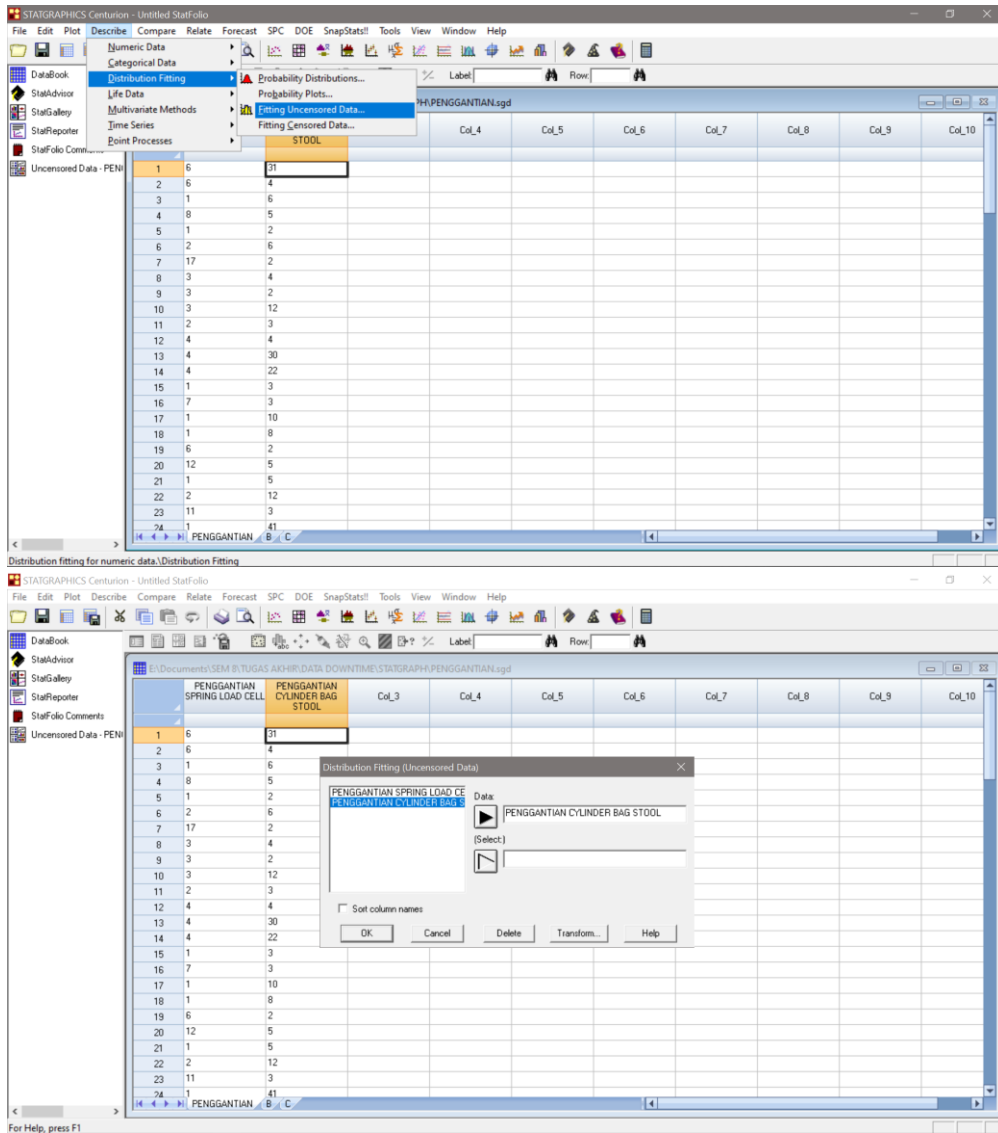 STATGRAPHICS Centurion - Untitled StatFolio
File Edit Plot Describe Compare Relate Forecast SPC DOE SnapStats!! Tools View Window Help
Numeric Data
Categorical Data
Distribution Fitting
Life Data
Multivariate Methods
Time Series
Point Processes
Probability Distributions...
Probability Plots...
Fitting Uncensored Data...
Fitting Censored Data...
Label: Row:
DataBook
StatAdvisor
StatGallery
StatReporter
StatFolio Comments
Uncensored Data - PEN
PH\PENGGANTIAN.sgd
STOOL Col_4 Col_5 Col_6 Col_7 Col_8 Col_9 Col_10
1 6 31
2 6 4
3 1 6
4 8 5
5 1 2
6 2 6
7 17 2
8 3 4
9 3 2
10 3 12
11 2 3
12 4 4
13 4 30
14 4 22
15 1 3
16 7 3
17 1 10
18 1 8
19 6 2
20 12 5
21 1 5
22 2 12
23 11 3
24 1 41
PENGGANTIAN B C
Distribution fitting for numeric data.\Distribution Fitting
STATGRAPHICS Centurion - Untitled StatFolio
File Edit Plot Describe Compare Relate Forecast SPC DOE SnapStats!! Tools View Window Help
Label: Row:
DataBook
StatAdvisor
StatGallery
StatReporter
StatFolio Comments
Uncensored Data - PEN
E:\Documents\SEM 8\TUGAS AKHIR\DATA DOWNTIME\STATGRAPH\PENGGANTIAN.sgd
PENGGANTIAN SPRING LOAD CELL PENGGANTIAN CYLINDER BAG STOOL Col_3 Col_4 Col_5 Col_6 Col_7 Col_8 Col_9 Col_10
1 6 31
2 6 4
3 1 6
4 8 5
5 1 2
6 2 6
7 17 2
8 3 4
9 3 2
10 3 12
11 2 3
12 4 4
13 4 30
14 4 22
15 1 3
16 7 3
17 1 10
18 1 8
19 6 2
20 12 5
21 1 5
22 2 12
23 11 3
24 1 41
Distribution Fitting (Uncensored Data)
PENGGANTIAN SPRING LOAD CE
PENGGANTIAN CYLINDER BAG S
Data:
PENGGANTIAN CYLINDER BAG STOOL
(Select:)
Sort column names
OK Cancel Delete Transform... Help
PENGGANTIAN B C
For Help, press F1